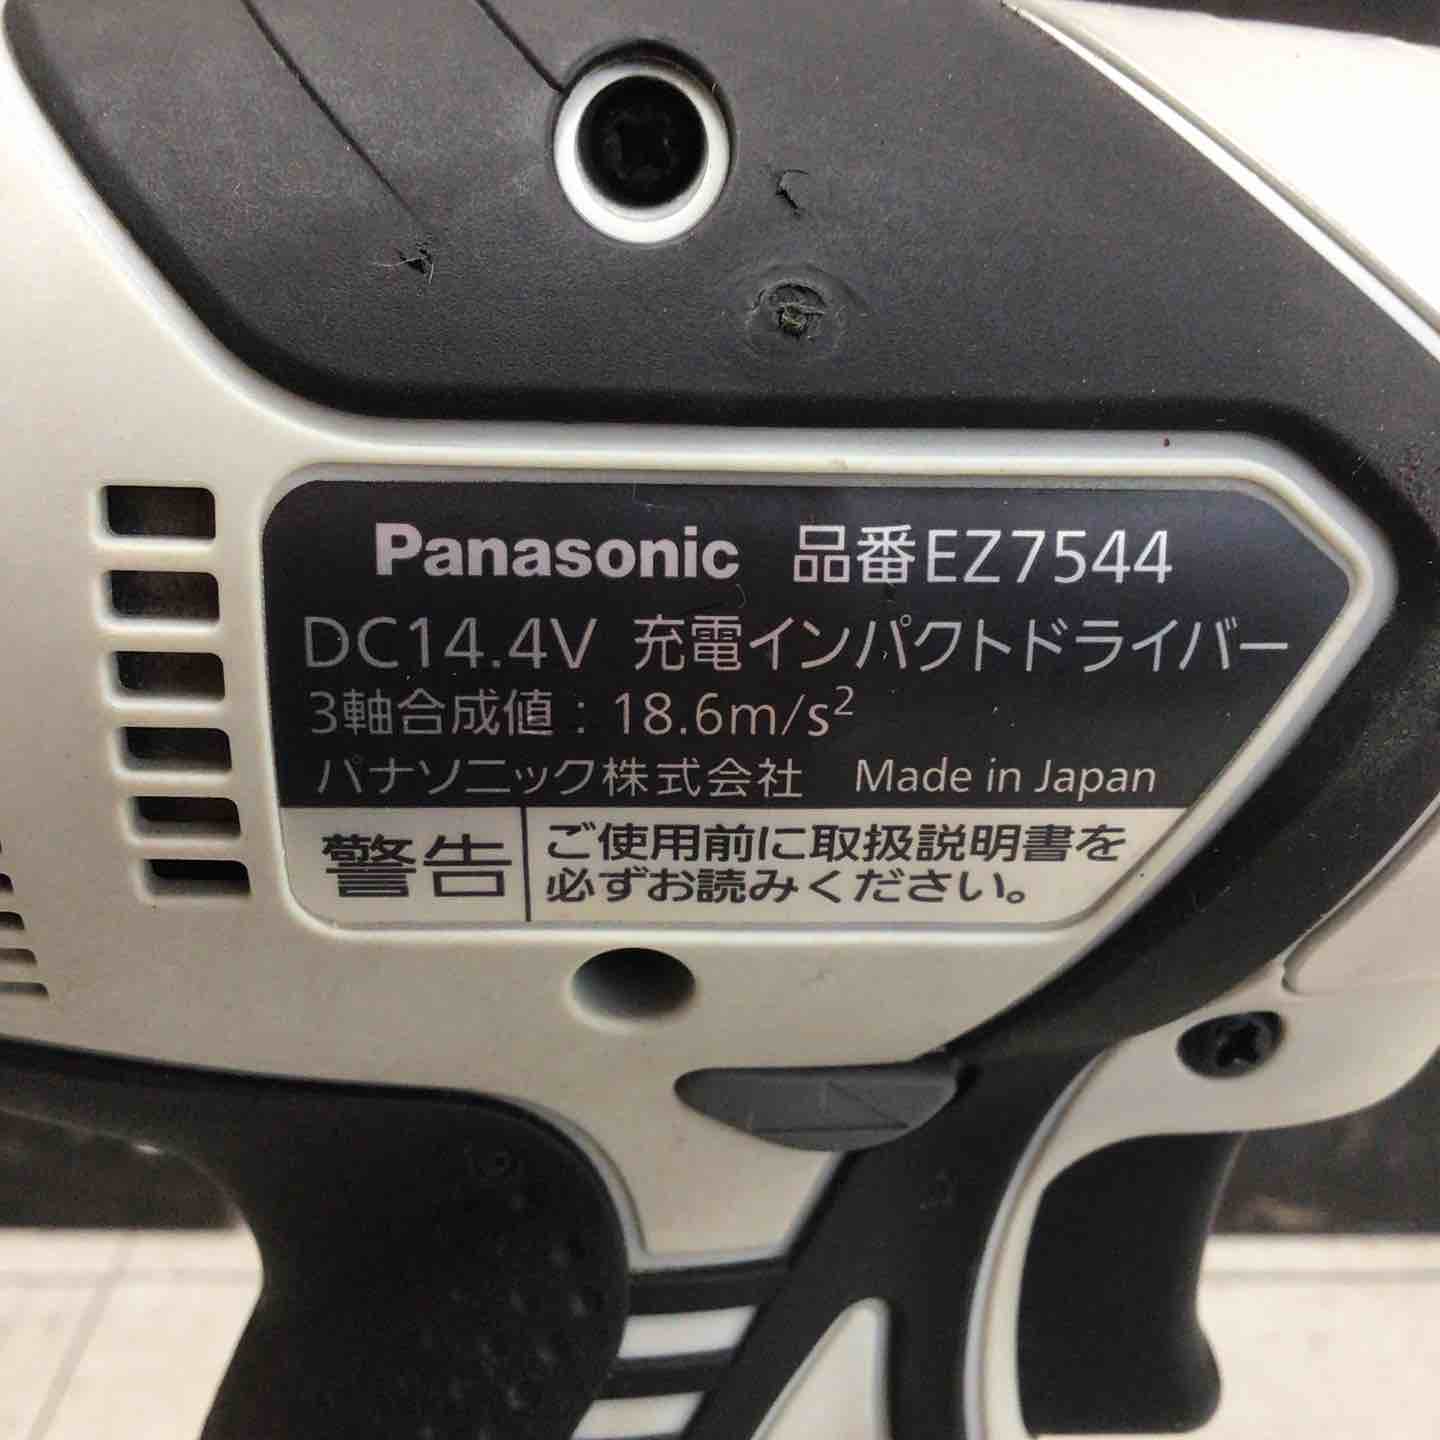 Panasonic 品番EZ7544
DC14.4V 充電インパクトドライバー
3軸合成値：18.6m/s²
パナソニック株式会社 Made in Japan
警告
ご使用前に取扱説明書を
必ずお読みください。